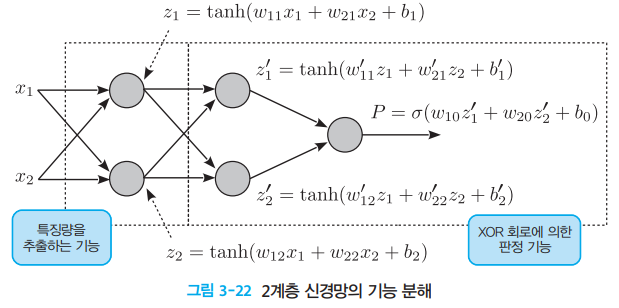 z₁ = tanh(w₁₁x₁ + w₂₁x₂ + b₁)
z′₁ = tanh(w′₁₁z₁ + w′₂₁z₂ + b′₁)
x₁
P = σ(w₁₀z′₁ + w₂₀z′₂ + b₀)
x₂
z′₂ = tanh(w′₁₂z₁ + w′₂₂z₂ + b′₂)
특징량을
추출하는 기능
XOR 회로에 의한
판정 기능
z₂ = tanh(w₁₂x₁ + w₂₂x₂ + b₂)
그림 3-22 2계층 신경망의 기능 분해